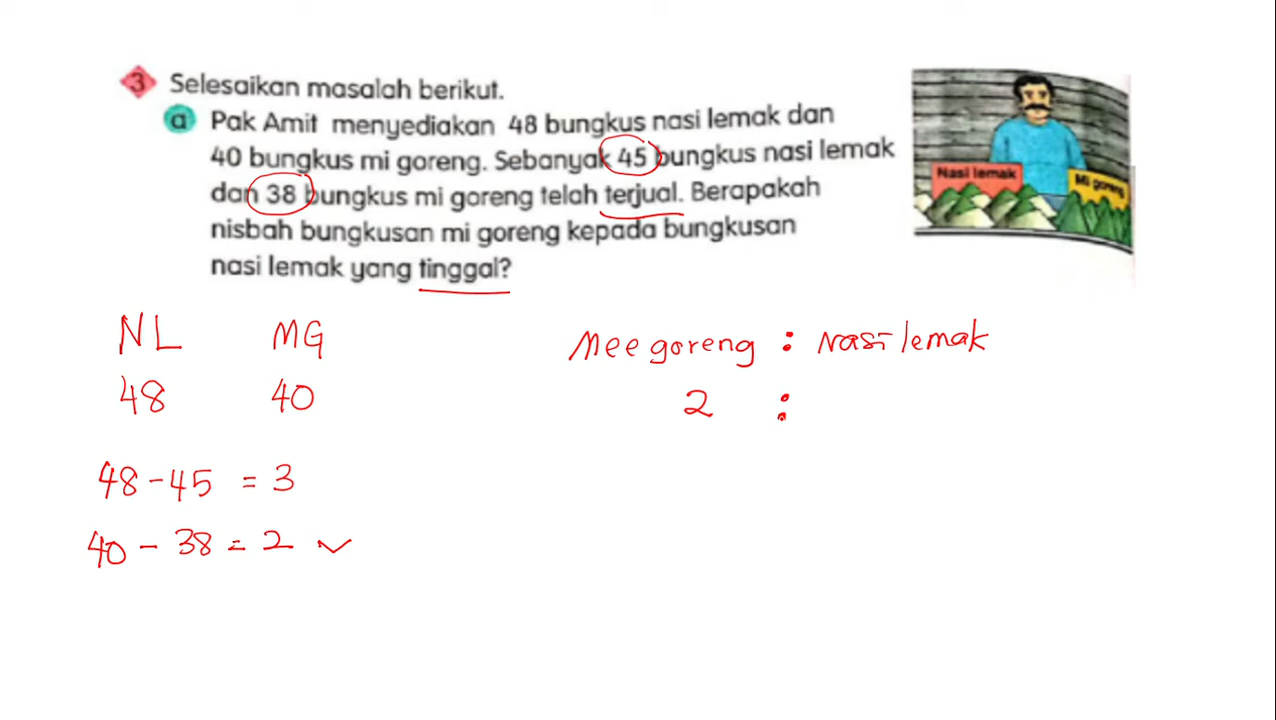 3 Selesaikan masalah berikut.
a Pak Amit menyediakan 48 bungkus nasi lemak dan
40 bungkus mi goreng. Sebanyak 45 bungkus nasi lemak
dan 38 bungkus mi goreng telah terjual. Berapakah
nisbah bungkusan mi goreng kepada bungkusan
nasi lemak yang tinggal?
Nasi lemak
Mi goreng
NL MG
48 40
48 - 45 = 3
40 - 38 = 2
Mee goreng : Nasi lemak
2 :